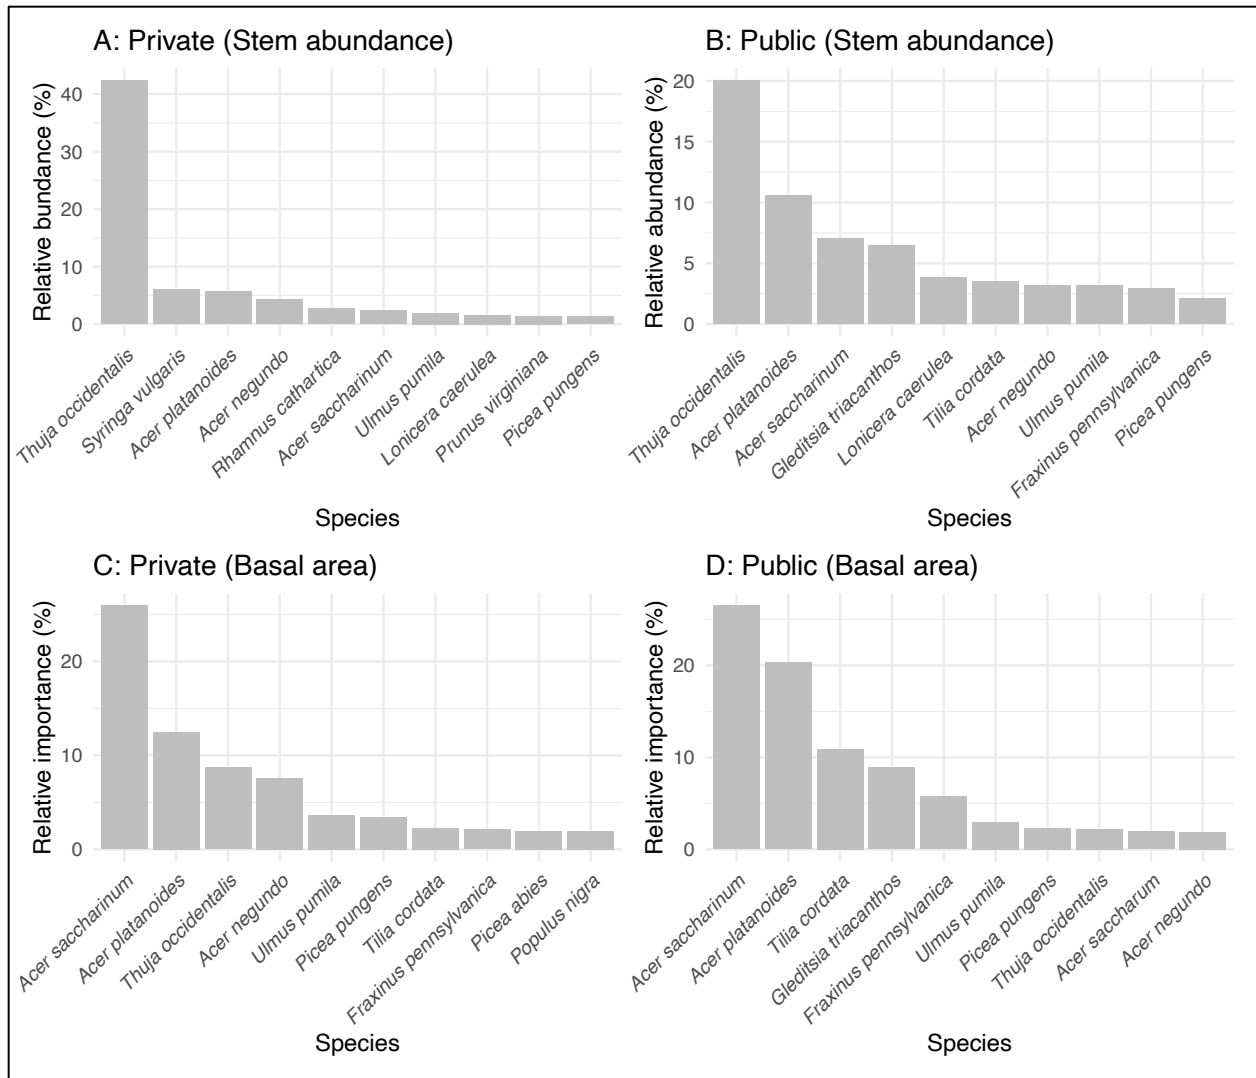 A: Private (Stem abundance)
Relative bundance (%)
40
30
20
10
0
Thuja occidentalis
Syringa vulgaris
Acer platanoides
Acer negundo
Rhamnus cathartica
Acer saccharinum
Ulmus pumila
Lonicera caerulea
Prunus virginiana
Picea pungens
Species
B: Public (Stem abundance)
Relative abundance (%)
20
15
10
5
0
Thuja occidentalis
Acer platanoides
Acer saccharinum
Gleditsia triacanthos
Lonicera caerulea
Tilia cordata
Acer negundo
Ulmus pumila
Fraxinus pennsylvanica
Picea pungens
Species
C: Private (Basal area)
Relative importance (%)
20
10
0
Acer saccharinum
Acer platanoides
Thuja occidentalis
Acer negundo
Ulmus pumila
Picea pungens
Tilia cordata
Fraxinus pennsylvanica
Picea abies
Populus nigra
Species
D: Public (Basal area)
Relative importance (%)
20
10
0
Acer saccharinum
Acer platanoides
Tilia cordata
Gleditsia triacanthos
Fraxinus pennsylvanica
Ulmus pumila
Picea pungens
Thuja occidentalis
Acer saccharum
Acer negundo
Species